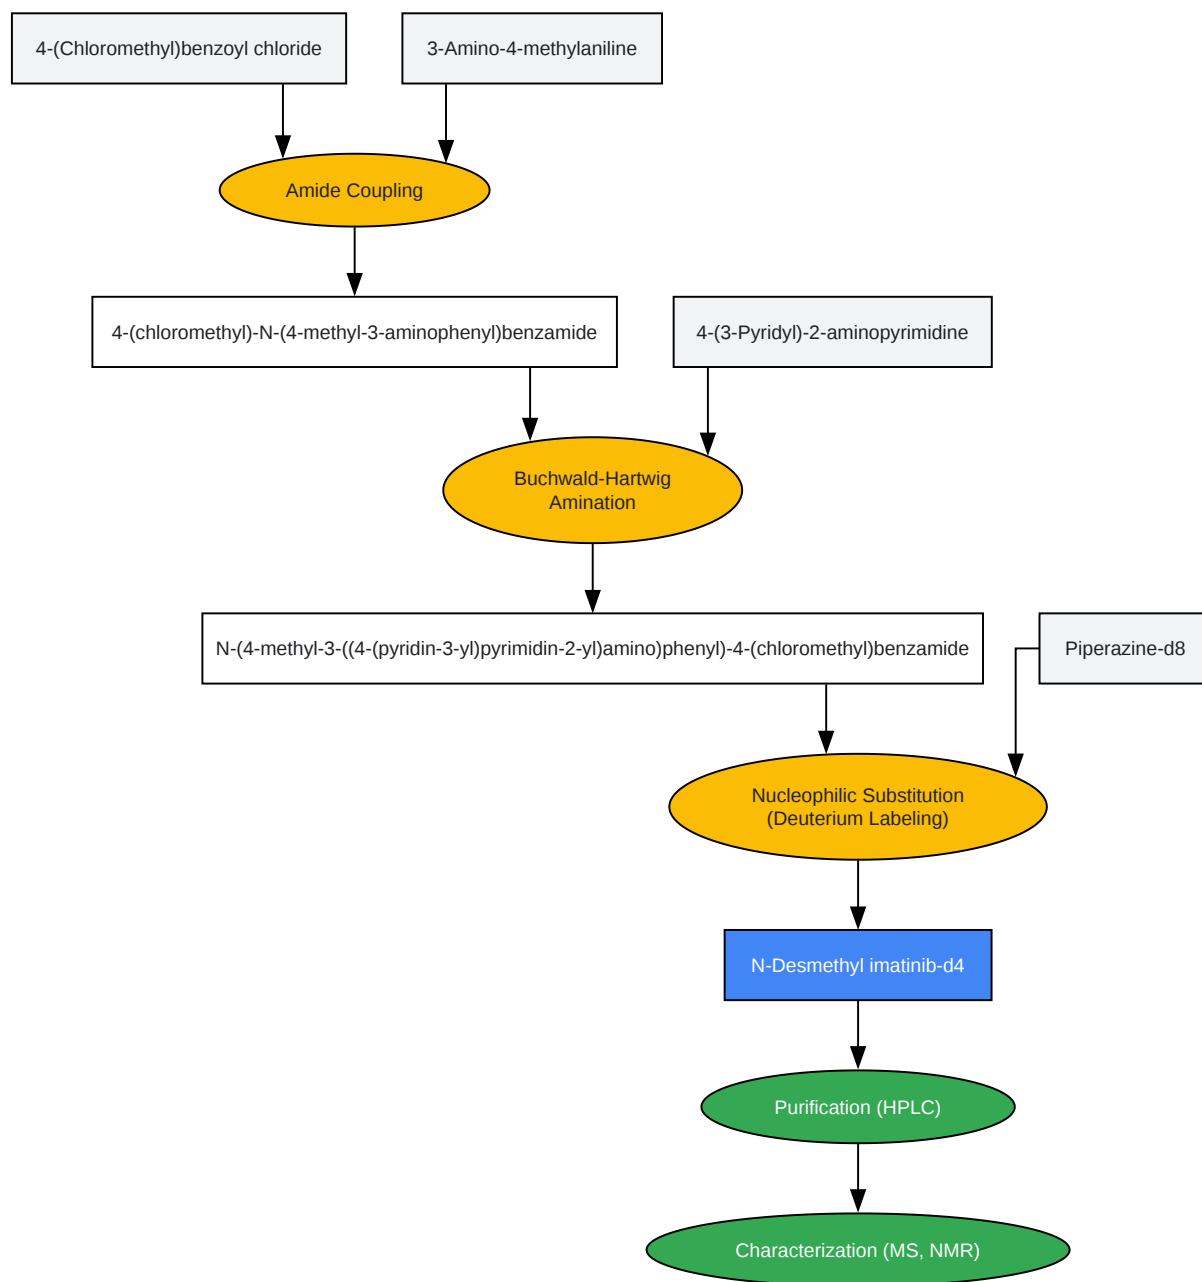 4-(Chloromethyl)benzoyl chloride
3-Amino-4-methylaniline
Amide Coupling
4-(chloromethyl)-N-(4-methyl-3-aminophenyl)benzamide
4-(3-Pyridyl)-2-aminopyrimidine
Buchwald-Hartwig
Amination
N-(4-methyl-3-((4-(pyridin-3-yl)pyrimidin-2-yl)amino)phenyl)-4-(chloromethyl)benzamide
Piperazine-d8
Nucleophilic Substitution
(Deuterium Labeling)
N-Desmethyl imatinib-d4
Purification (HPLC)
Characterization (MS, NMR)